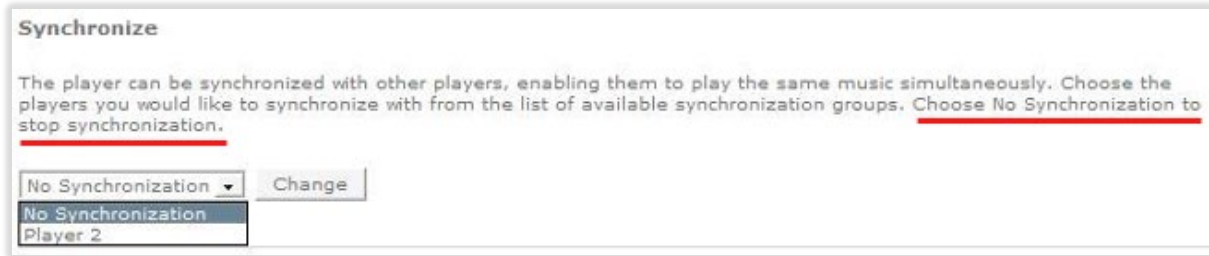 Synchronize
The player can be synchronized with other players, enabling them to play the same music simultaneously. Choose the
players you would like to synchronize with from the list of available synchronization groups. Choose No Synchronization to
stop synchronization.
No Synchronization Change
No Synchronization
Player 2